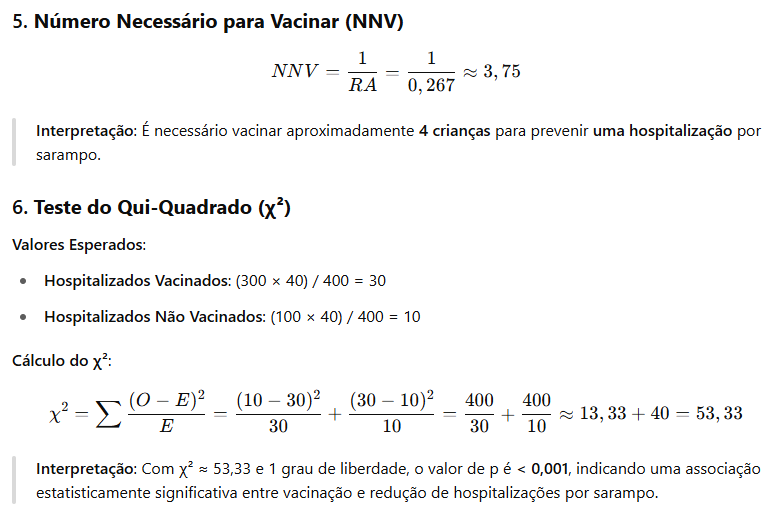 5. Número Necessário para Vacinar (NNV)
NNV = 1/RA = 1/0,267 ≈ 3,75
Interpretação: É necessário vacinar aproximadamente 4 crianças para prevenir uma hospitalização por
sarampo.
6. Teste do Qui-Quadrado (χ²)
Valores Esperados:
• Hospitalizados Vacinados: (300 × 40) / 400 = 30
• Hospitalizados Não Vacinados: (100 × 40) / 400 = 10
Cálculo do χ²:
χ² = ∑ (O − E)²/E = (10 − 30)²/30 + (30 − 10)²/10 = 400/30 + 400/10 ≈ 13,33 + 40 = 53,33
Interpretação: Com χ² ≈ 53,33 e 1 grau de liberdade, o valor de p é < 0,001, indicando uma associação
estatisticamente significativa entre vacinação e redução de hospitalizações por sarampo.